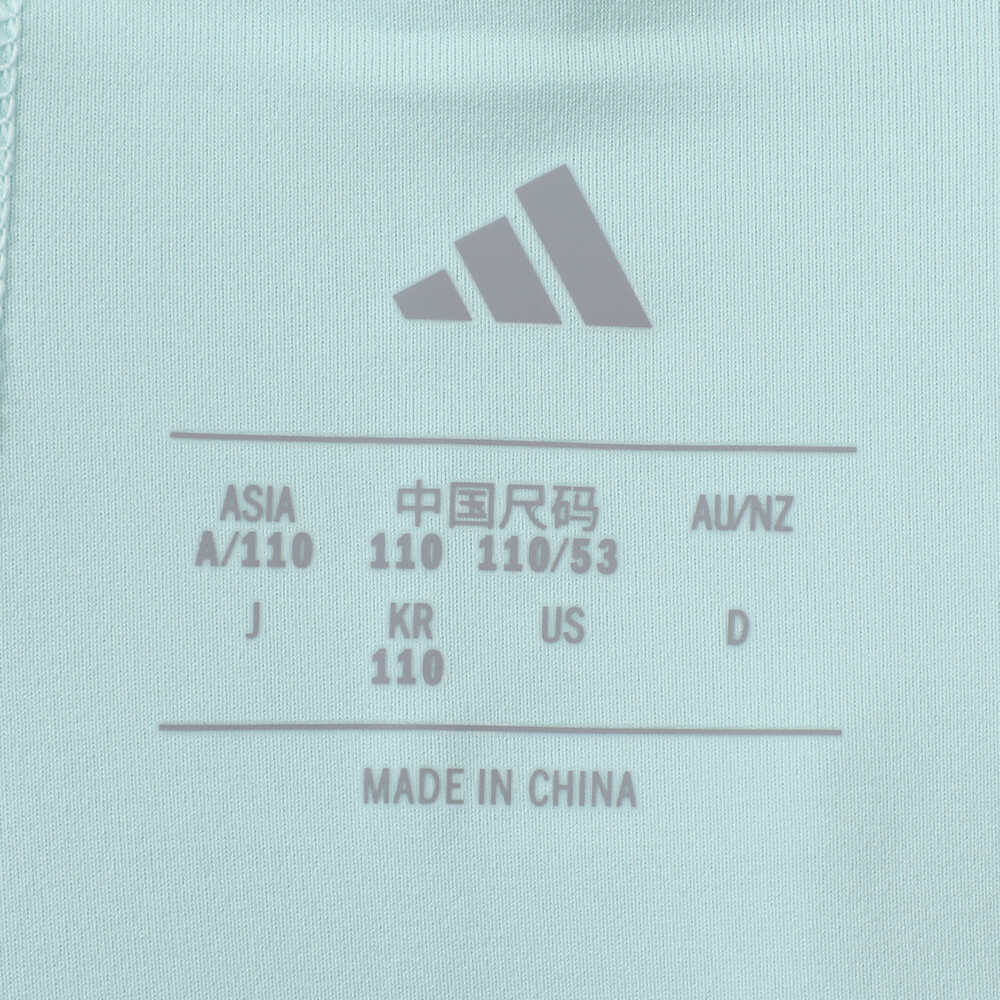 ASIA 中国尺码 AU/NZ
A/110 110 110/53
J KR US D
110
MADE IN CHINA